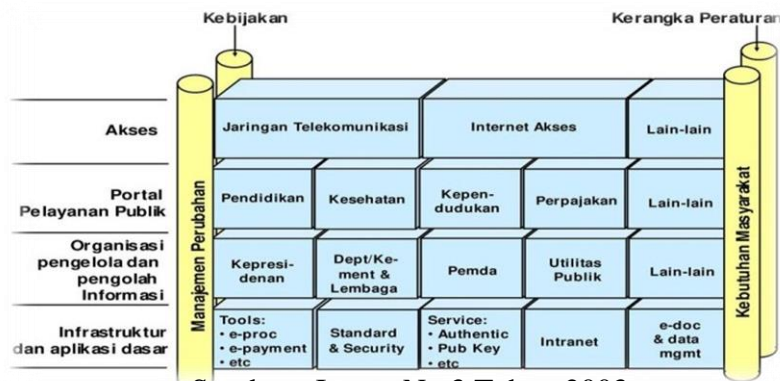 Kebijakan
Kerangka Peraturan
Akses
Jaringan Telekomunikasi
Internet Akses
Lain-lain
Portal
Pelayanan Publik
Pendidikan
Kesehatan
Kepen-
dudukan
Perpajakan
Lain-lain
Organisasi
pengelola dan
pengolah
Informasi
Kepresi-
denan
Dept/Ke-
ment &
Lembaga
Pemda
Utilitas
Publik
Lain-lain
Infrastruktur
dan aplikasi dasar
Tools:
• e-proc
• e-payment
• etc
Standard
& Security
Service:
• Authentic
• Pub Key
• etc
Intranet
e-doc
& data
mgmt
Manajemen Perubahan
Kebutuhan Masyarakat